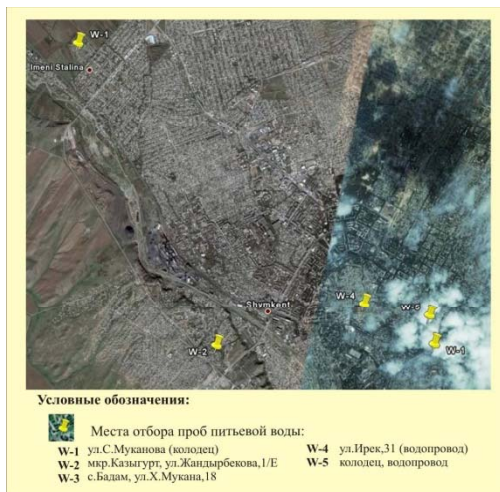 W-1
Imeni Stalina
W-4
W-5
Shymkent
W-2
W-1
Условные обозначения:
Места отбора проб питьевой воды:
W-1 ул.С.Муканова (колодец)
W-2 мкр.Казыгурт, ул.Жандырбекова,1/Е
W-3 с.Бадам, ул.Х.Мукана,18
W-4 ул.Ирек,31 (водопровод)
W-5 колодец, водопровод